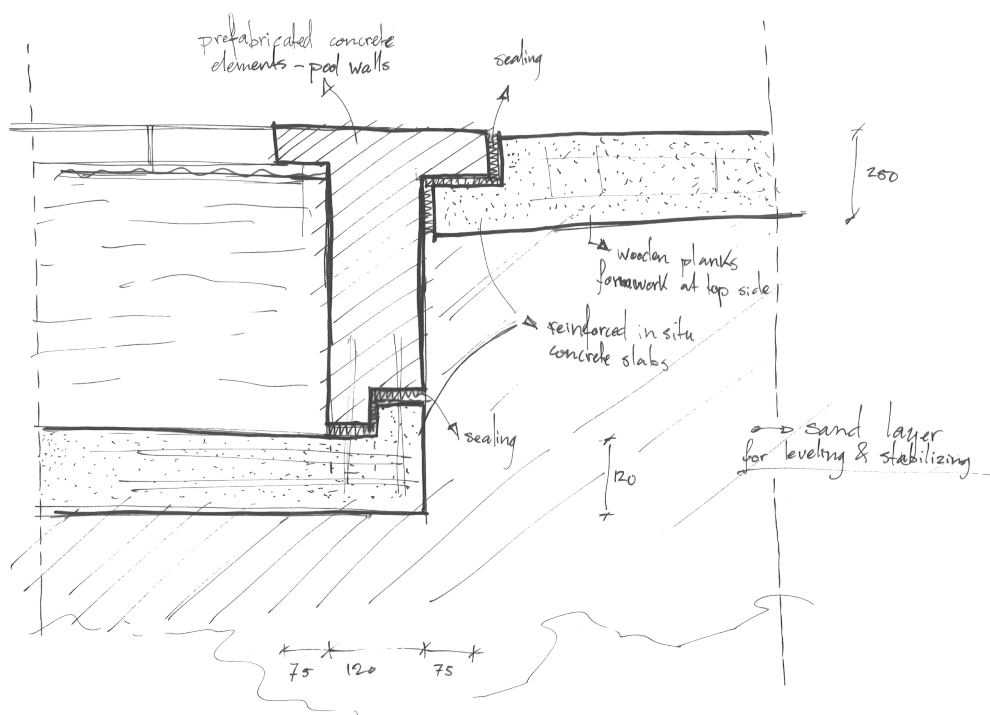 prefabricated concrete
elements - pool walls
sealing
250
wooden planks
formwork at top side
reinforced in situ
concrete slabs
sealing
sand layer
for leveling & stabilizing
120
75 120 75